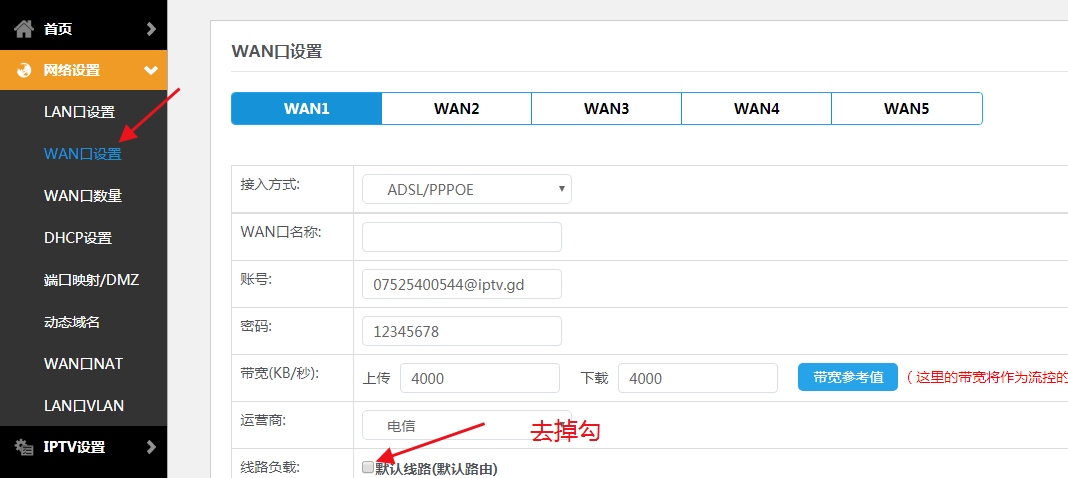 首页
网络设置
LAN口设置
WAN口设置
WAN口数量
DHCP设置
端口映射/DMZ
动态域名
WAN口NAT
LAN口VLAN
IPTV设置
WAN口设置
WAN1 WAN2 WAN3 WAN4 WAN5
接入方式: ADSL/PPPOE
WAN口名称:
账号: 07525400544@iptv.gd
密码: 12345678
带宽(KB/秒): 上传 4000 下载 4000 带宽参考值 (这里的带宽将作为流控的
运营商: 电信
去掉勾
线路负载: 默认线路(默认路由)